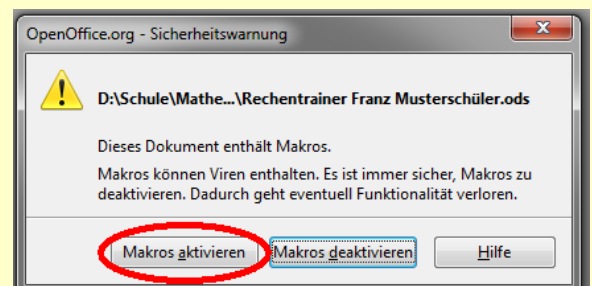 OpenOffice.org - Sicherheitswarnung
D:\Schule\Mathe...\Rechentrainer Franz Musterschüler.ods
Dieses Dokument enthält Makros.
Makros können Viren enthalten. Es ist immer sicher, Makros zu
deaktivieren. Dadurch geht eventuell Funktionalität verloren.
Makros aktivieren Makros deaktivieren Hilfe